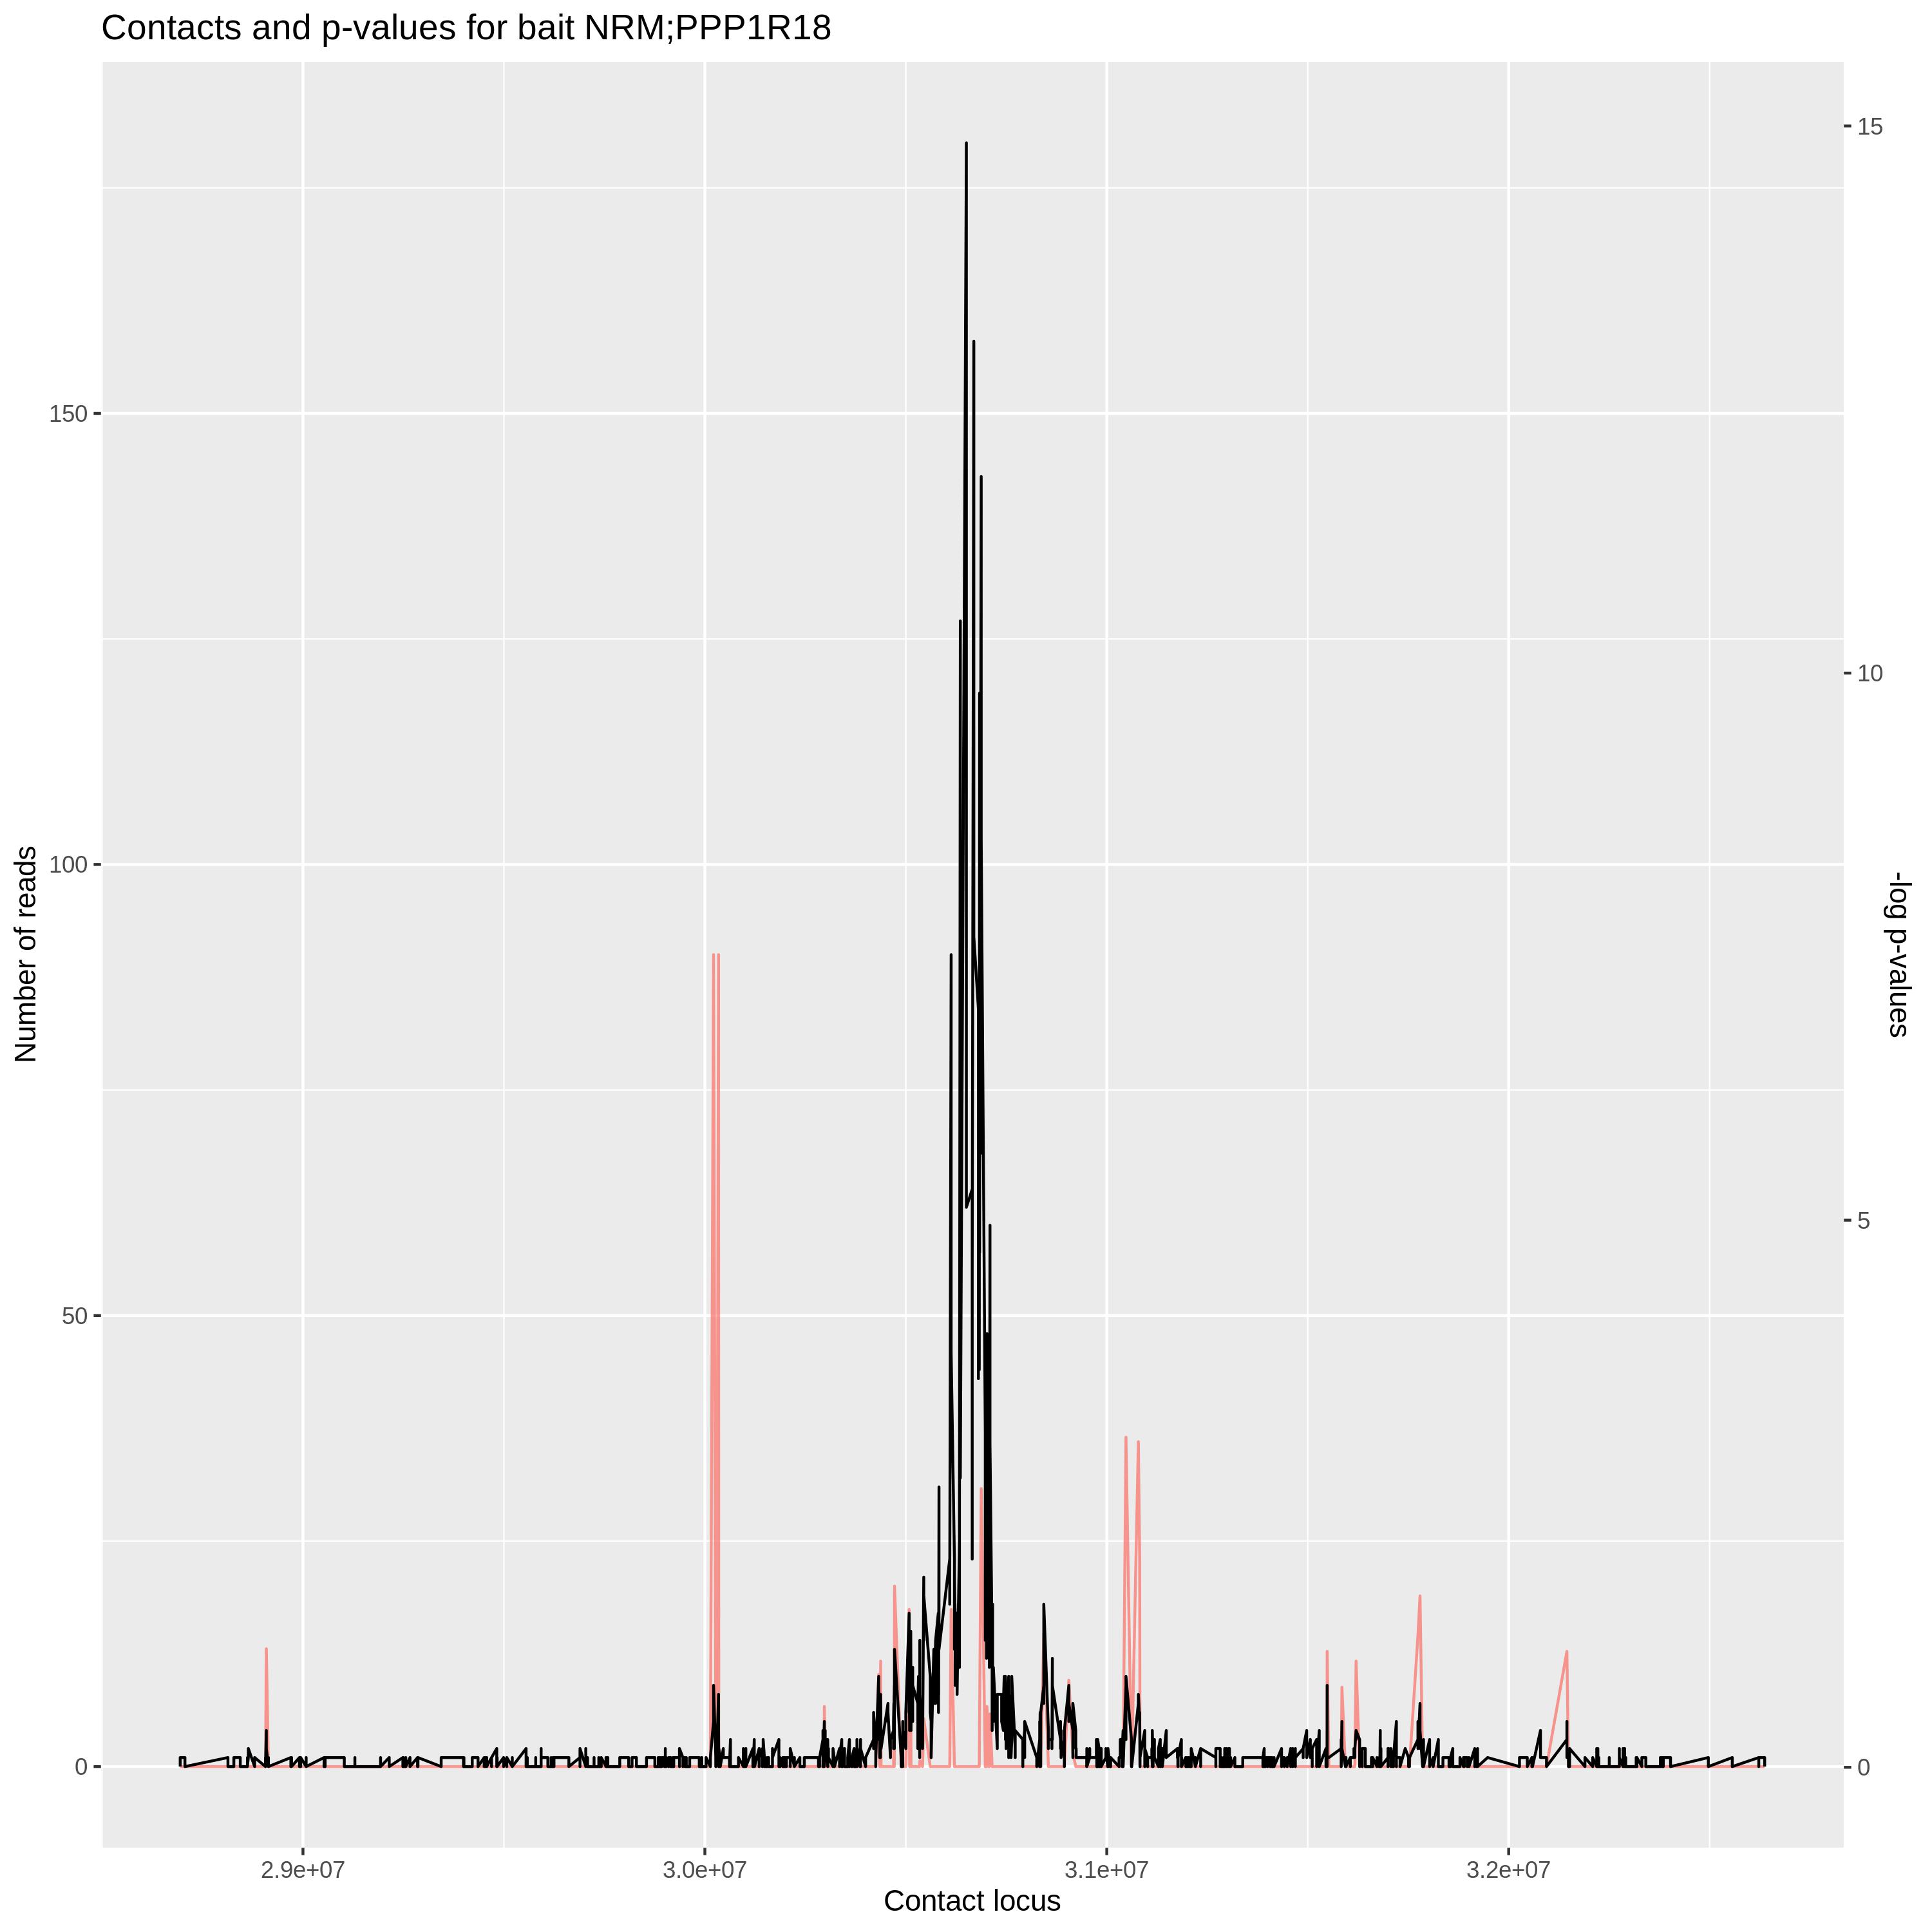 Contacts and p-values for bait NRM;PPP1R18
15
150
10
100
Number of reads
-log p-values
5
50
0
0
2.9e+07
3.0e+07
3.1e+07
3.2e+07
Contact locus